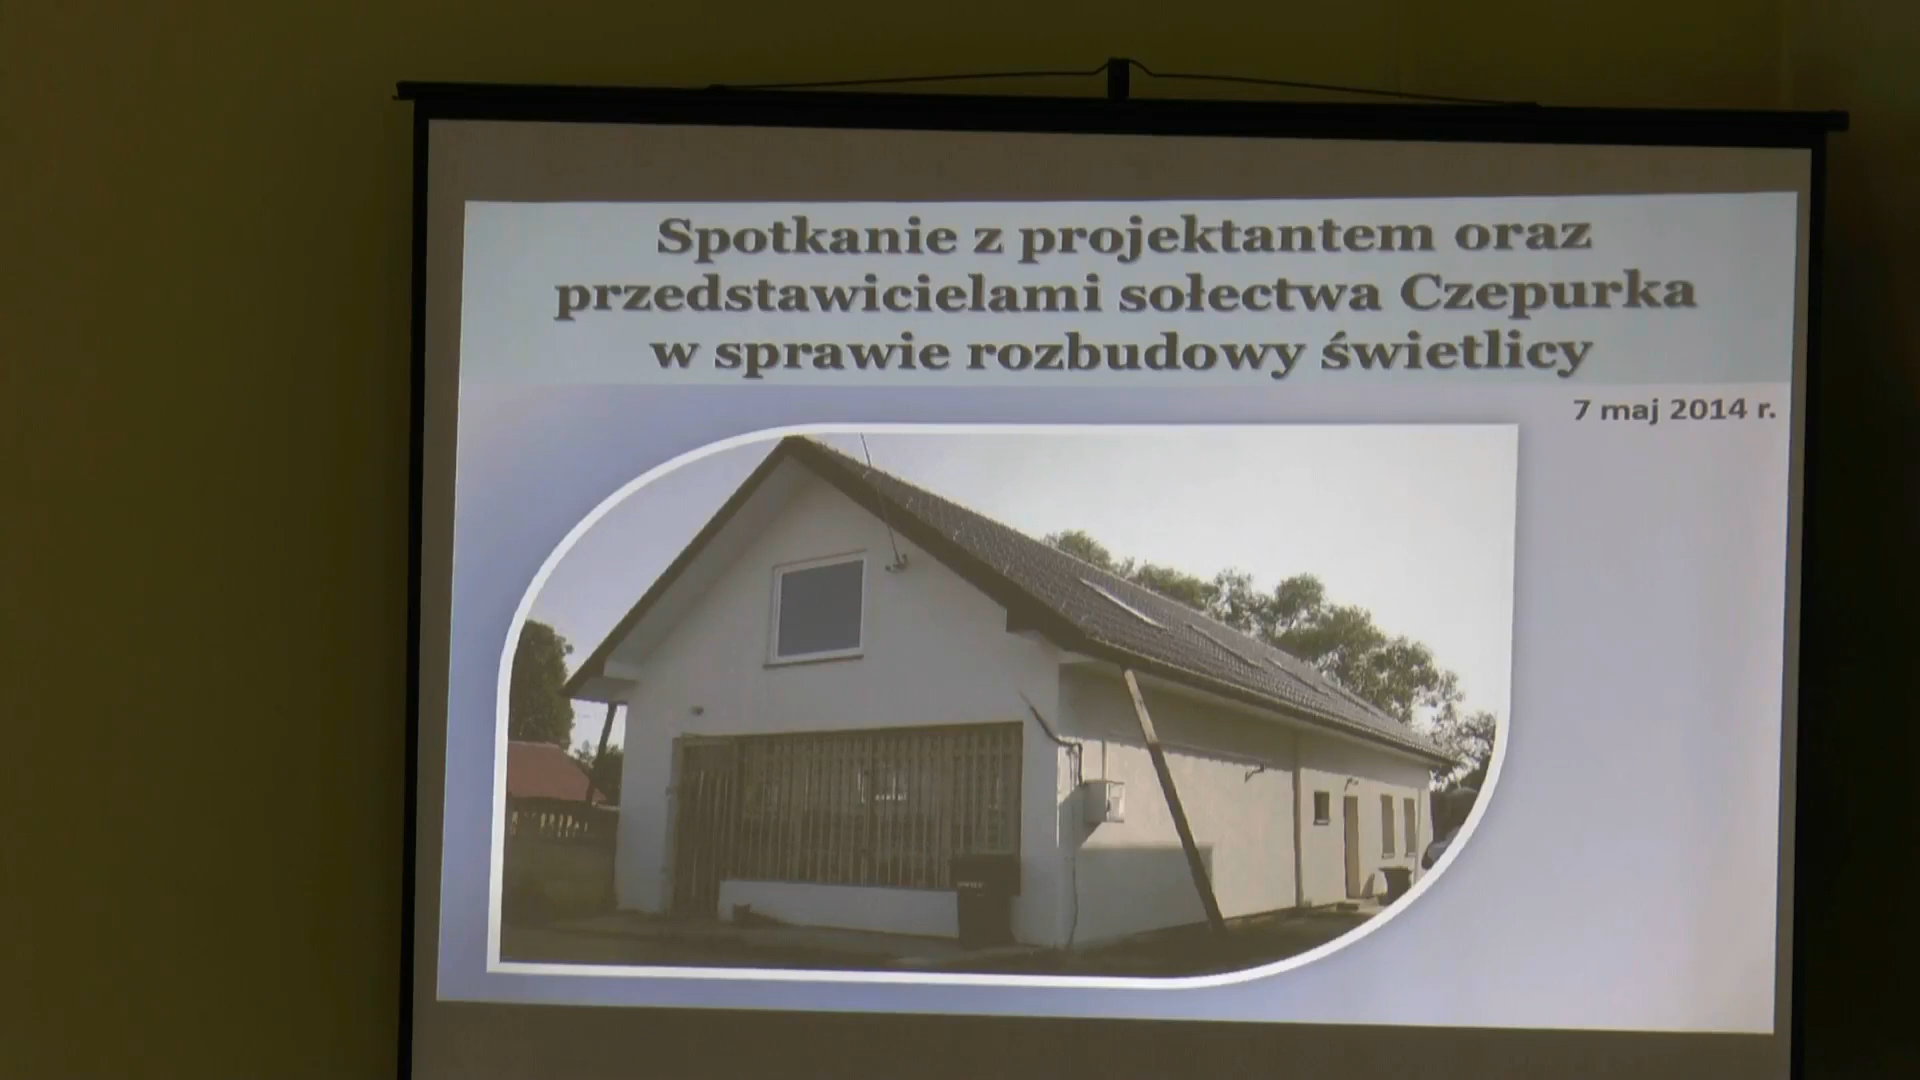 Spotkanie z projektantem oraz
przedstawicielami sołectwa Czepurka
w sprawie rozbudowy świetlicy
7 maj 2014 r.